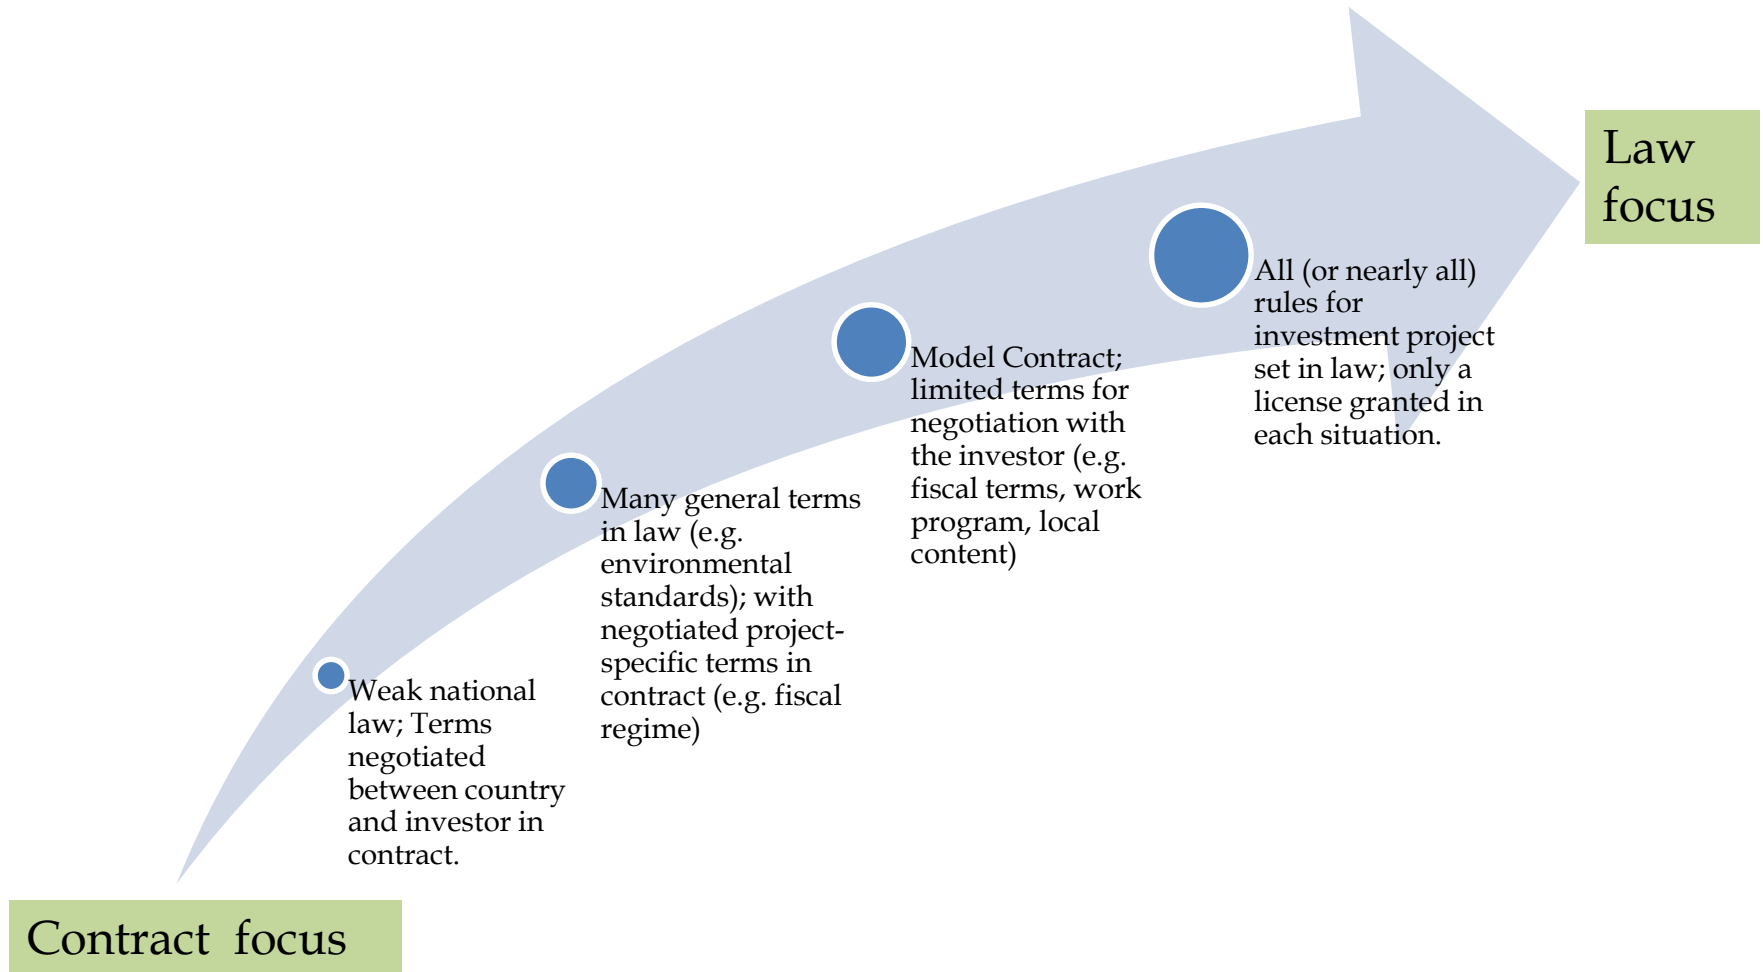 Law
focus
All (or nearly all)
rules for
investment project
set in law; only a
license granted in
each situation.
Model Contract;
limited terms for
negotiation with
the investor (e.g.
fiscal terms, work
program, local
content)
Many general terms
in law (e.g.
environmental
standards); with
negotiated project-
specific terms in
contract (e.g. fiscal
regime)
Weak national
law; Terms
negotiated
between country
and investor in
contract.
Contract  focus